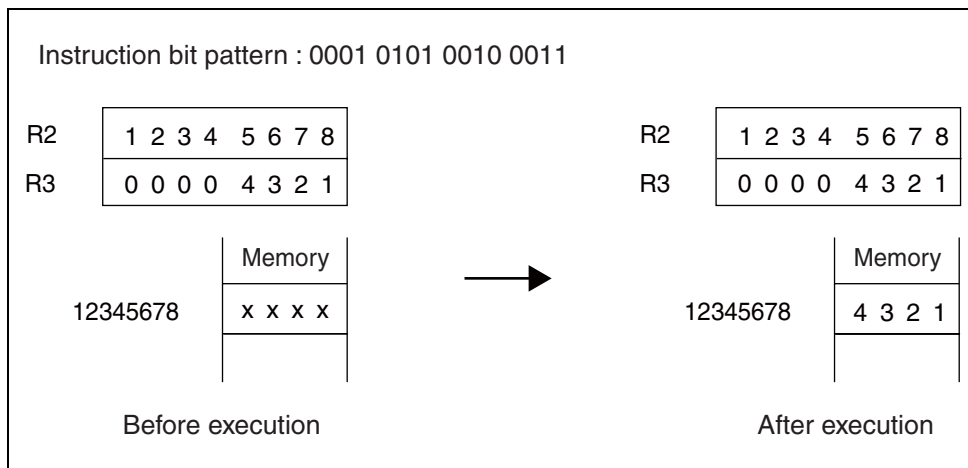 Instruction bit pattern : 0001 0101 0010 0011
R2 1 2 3 4 5 6 7 8
R3 0 0 0 0 4 3 2 1
Memory
12345678 x x x x
Before execution
R2 1 2 3 4 5 6 7 8
R3 0 0 0 0 4 3 2 1
Memory
12345678 4 3 2 1
After execution